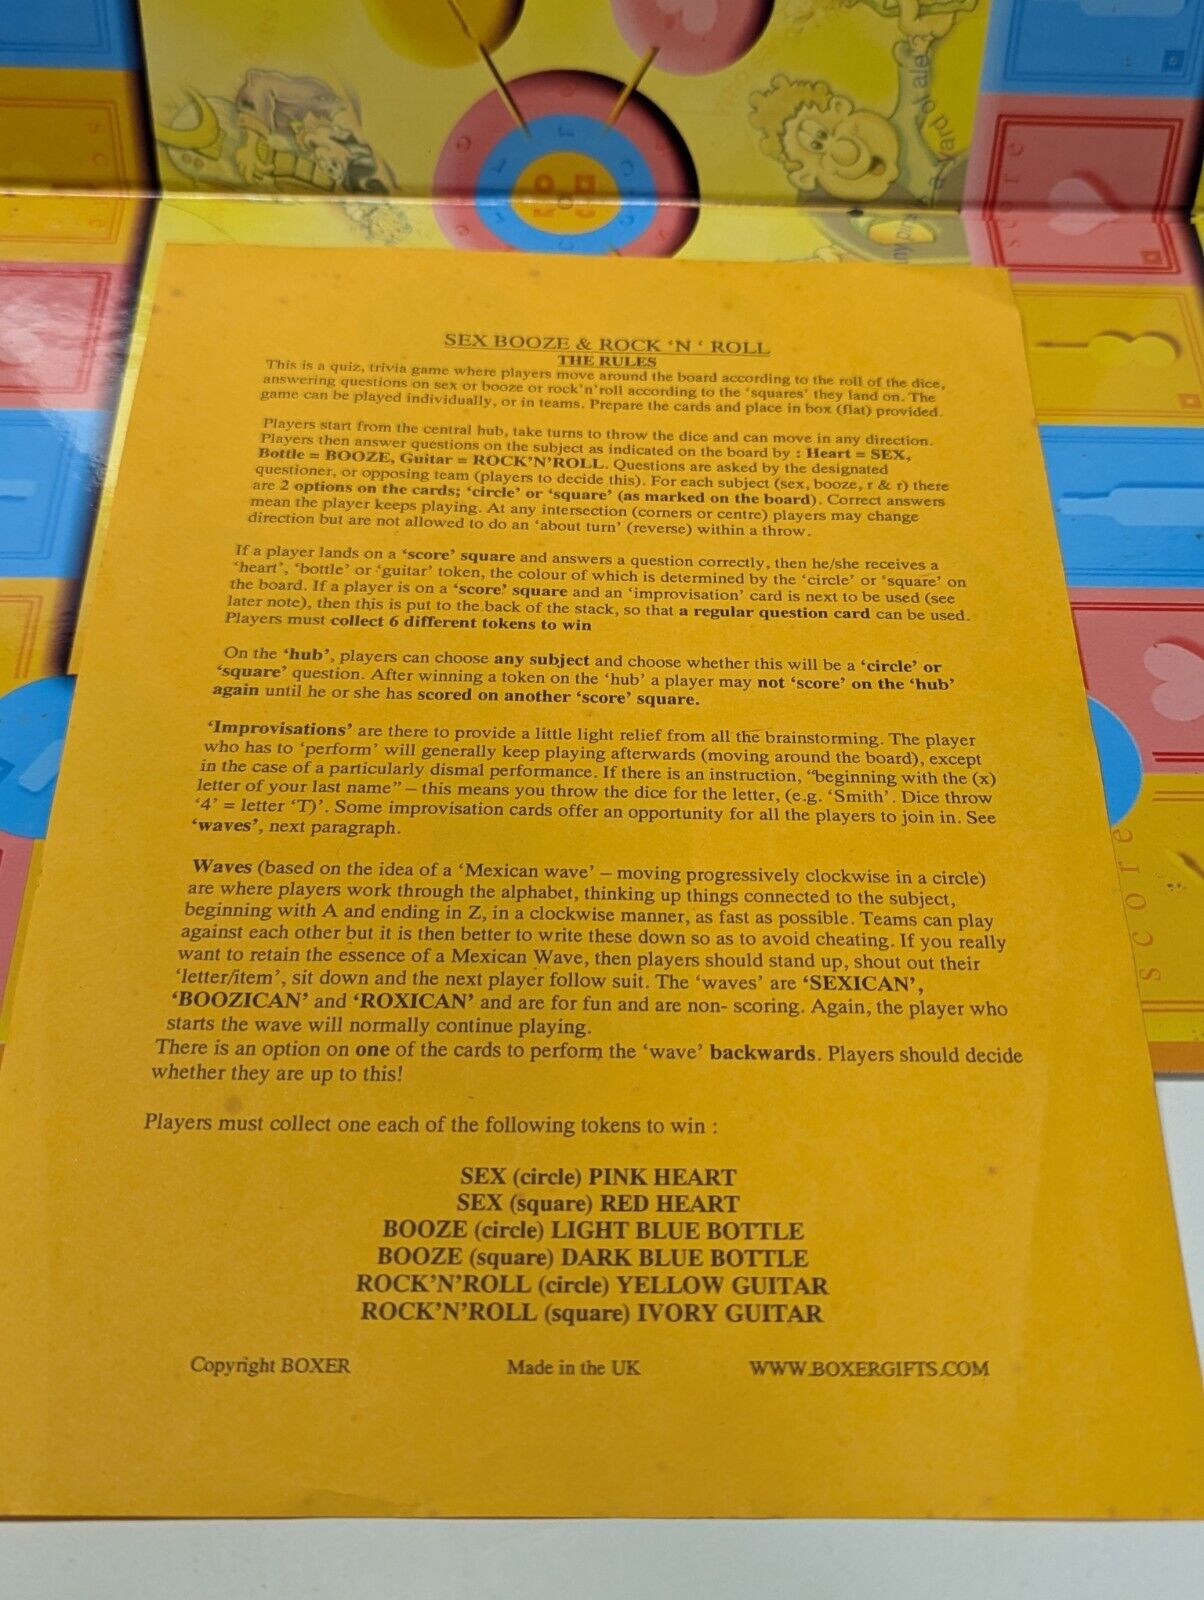 yard of ale
score
SEX BOOZE & ROCK 'N ' ROLL
THE RULES
This is a quiz, trivia game where players move around the board according to the roll of the dice,
answering questions on sex or booze or rock'n'roll according to the 'squares' they land on. The
game can be played individually, or in teams. Prepare the cards and place in box (flat) provided.
Players start from the central hub, take turns to throw the dice and can move in any direction.
Players then answer questions on the subject as indicated on the board by : Heart = SEX,
Bottle = BOOZE, Guitar = ROCK'N'ROLL. Questions are asked by the designated
questioner, or opposing team (players to decide this). For each subject (sex, booze, r & r) there
are 2 options on the cards; 'circle' or 'square' (as marked on the board). Correct answers
mean the player keeps playing. At any intersection (corners or centre) players may change
direction but are not allowed to do an 'about turn' (reverse) within a throw.
If a player lands on a 'score' square and answers a question correctly, then he/she receives a
'heart', 'bottle' or 'guitar' token, the colour of which is determined by the 'circle' or 'square' on
the board. If a player is on a 'score' square and an 'improvisation' card is next to be used (see
later note), then this is put to the back of the stack, so that a regular question card can be used.
Players must collect 6 different tokens to win
On the 'hub', players can choose any subject and choose whether this will be a 'circle' or
'square' question. After winning a token on the 'hub' a player may not 'score' on the 'hub'
again until he or she has scored on another 'score' square.
'Improvisations' are there to provide a little light relief from all the brainstorming. The player
who has to 'perform' will generally keep playing afterwards (moving around the board), except
in the case of a particularly dismal performance. If there is an instruction, "beginning with the (x)
letter of your last name" – this means you throw the dice for the letter, (e.g. 'Smith'. Dice throw
'4' = letter 'T)'. Some improvisation cards offer an opportunity for all the players to join in. See
'waves', next paragraph.
Waves (based on the idea of a 'Mexican wave' – moving progressively clockwise in a circle)
are where players work through the alphabet, thinking up things connected to the subject,
beginning with A and ending in Z, in a clockwise manner, as fast as possible. Teams can play
against each other but it is then better to write these down so as to avoid cheating. If you really
want to retain the essence of a Mexican Wave, then players should stand up, shout out their
'letter/item', sit down and the next player follow suit. The 'waves' are 'SEXICAN',
'BOOZICAN' and 'ROXICAN' and are for fun and are non- scoring. Again, the player who
starts the wave will normally continue playing.
There is an option on one of the cards to perform the 'wave' backwards. Players should decide
whether they are up to this!
Players must collect one each of the following tokens to win :
SEX (circle) PINK HEART
SEX (square) RED HEART
BOOZE (circle) LIGHT BLUE BOTTLE
BOOZE (square) DARK BLUE BOTTLE
ROCK'N'ROLL (circle) YELLOW GUITAR
ROCK'N'ROLL (square) IVORY GUITAR
Copyright BOXER Made in the UK WWW.BOXERGIFTS.COM
score